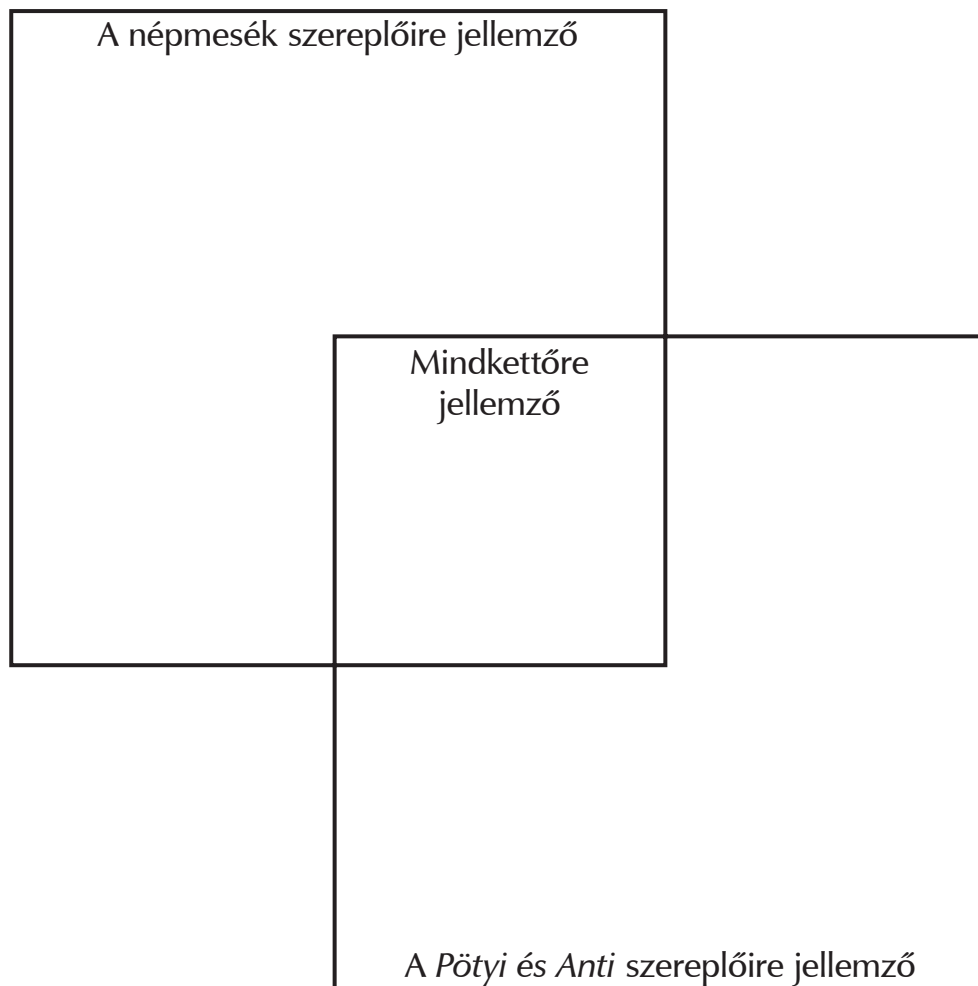 A népmesék szereplőire jellemző
Mindkettőre
jellemző
A Pötyi és Anti szereplőire jellemző